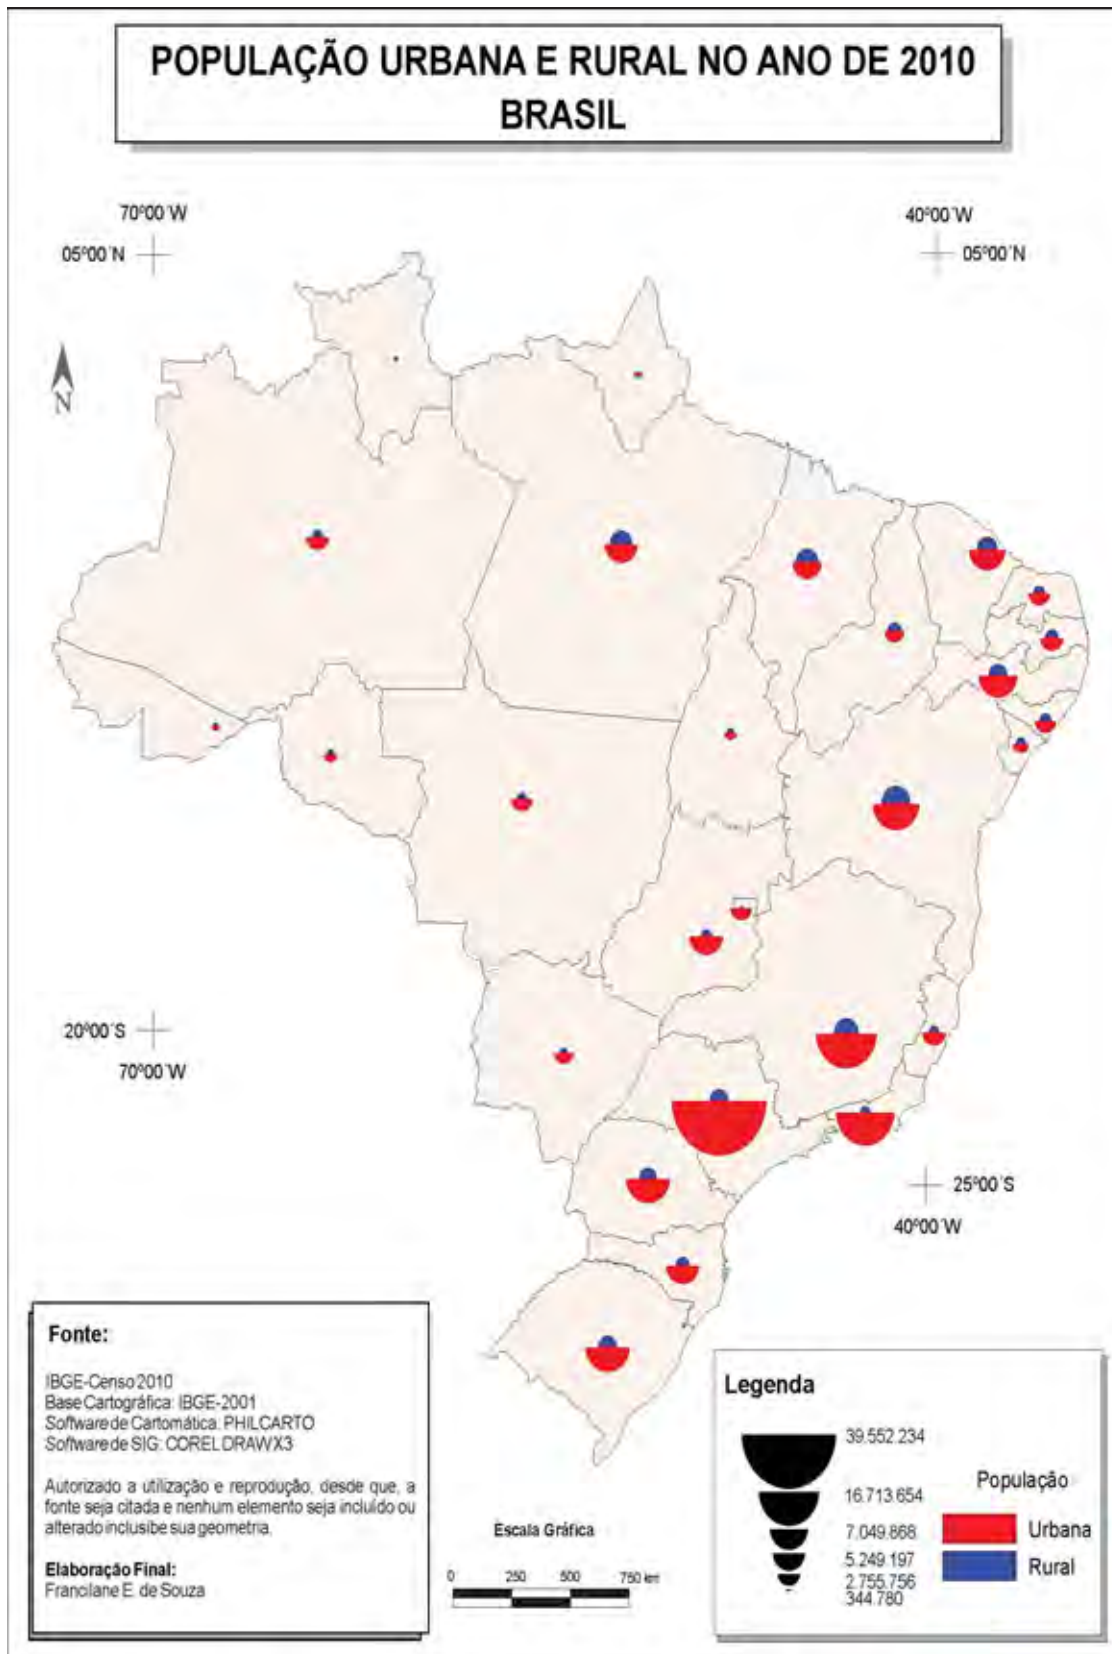 POPULAÇÃO URBANA E RURAL NO ANO DE 2010
BRASIL
70º00´W
40º00´W
05º00´N
05º00´N
N
20º00´S
70º00´W
25º00´S
40º00´W
Fonte:
IBGE-Censo 2010
Base Cartográfica: IBGE-2001
Software de Cartomática: PHILCARTO
Software de SIG: COREL DRAW X3
Autorizado a utilização e reprodução, desde que, a
fonte seja citada e nenhum elemento seja incluído ou
alterado inclusibe sua geometria.
Elaboração Final:
Franciane E. de Souza
Escala Gráfica
0 250 500 750 km
Legenda
39.552.234
16.713.654
7.049.868
5.249.197
2.755.756
344.780
População
Urbana
Rural